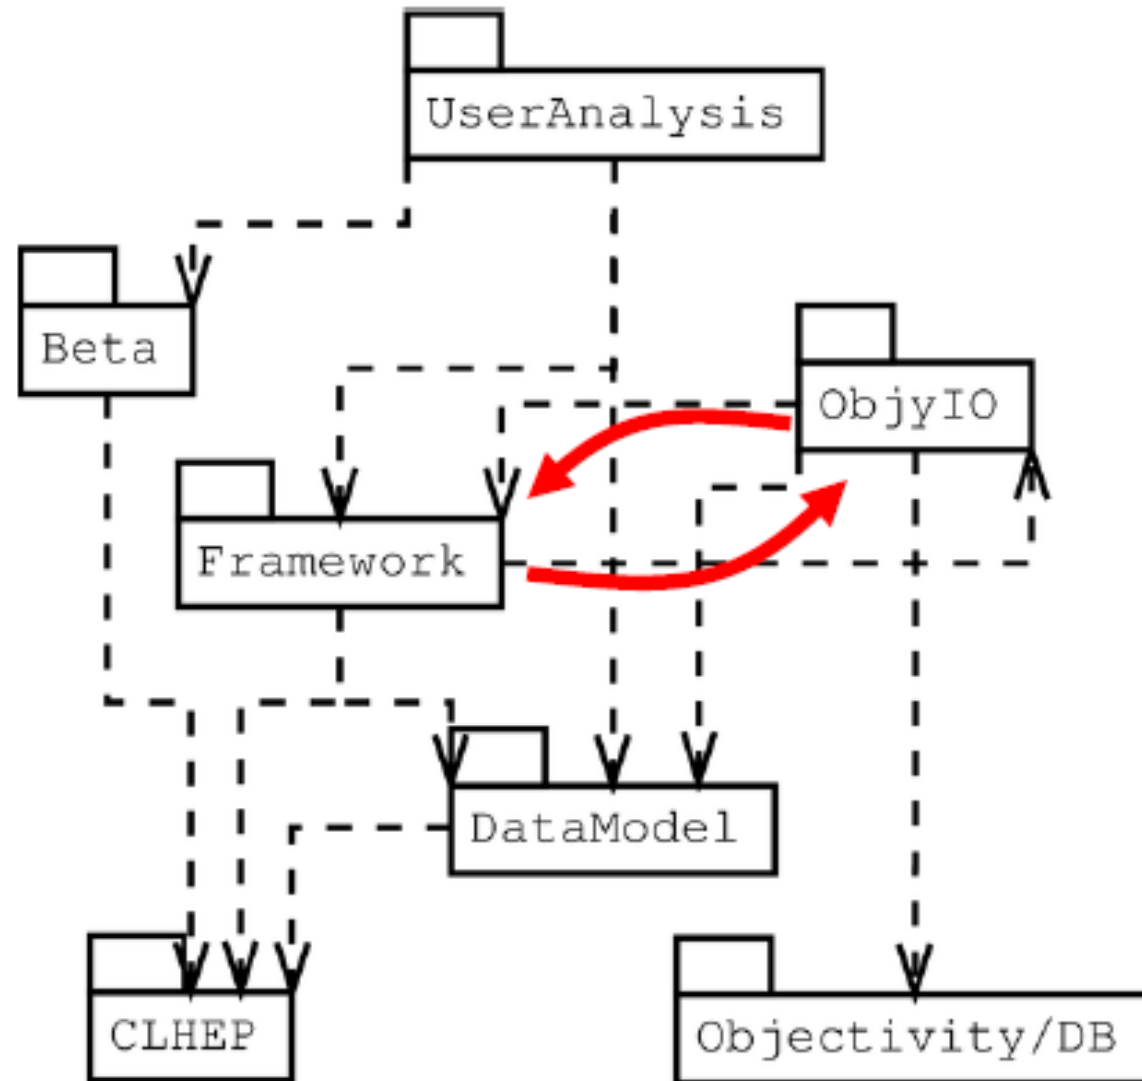 UserAnalysis
Beta
ObjyIO
Framework
DataModel
CLHEP
Objectivity/DB